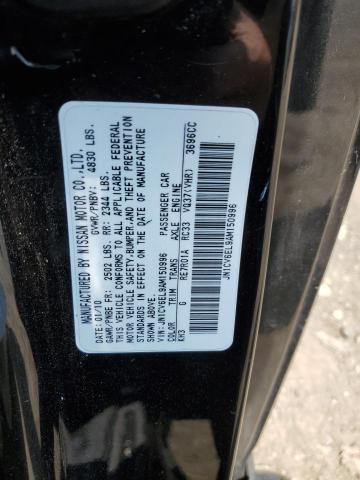 MANUFACTURED BY NISSAN MOTOR CO.,LTD.
DATE: 01/10 GVWR/PNBV: 4830 LBS.
GAWR/PNBE FR: 2502 LBS. RR: 2344 LBS.
THIS VEHICLE CONFORMS TO ALL APPLICABLE FEDERAL
MOTOR VEHICLE SAFETY,BUMPER,AND THEFT PREVENTION
STANDARDS IN EFFECT ON THE DATE OF MANUFACTURE
SHOWN ABOVE.
VIN:JN1CV6EL9AM150996 PASSENGER CAR
COLOR TRIM TRANS AXLE ENGINE
KH3 G RE7R01A RC33 VQ37(VHR) 3696CC
JN1CV6EL9AM150996